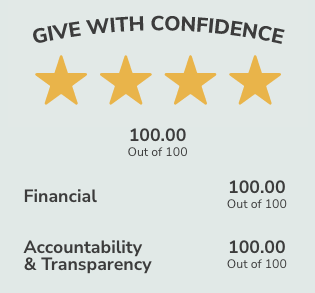 GIVE WITH CONFIDENCE
100.00
Out of 100
Financial
100.00
Out of 100
Accountability
& Transparency
100.00
Out of 100